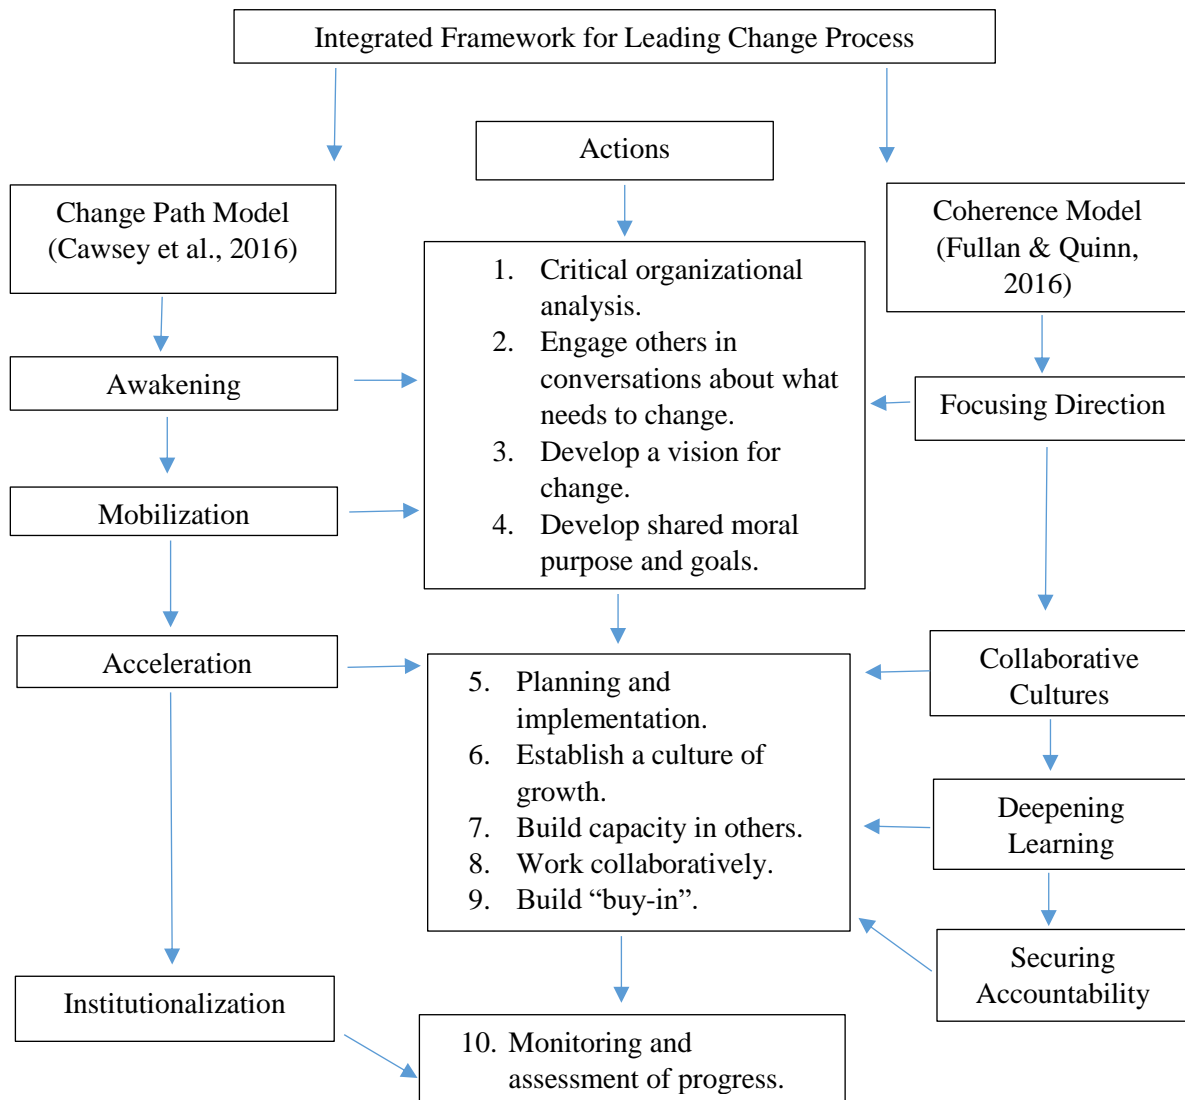 Integrated Framework for Leading Change Process
Actions
Change Path Model
(Cawsey et al., 2016)
Coherence Model
(Fullan & Quinn,
2016)
1. Critical organizational
analysis.
2. Engage others in
conversations about what
needs to change.
3. Develop a vision for
change.
4. Develop shared moral
purpose and goals.
Awakening
Focusing Direction
Mobilization
Acceleration
5. Planning and
implementation.
6. Establish a culture of
growth.
7. Build capacity in others.
8. Work collaboratively.
9. Build “buy-in”.
Collaborative
Cultures
Deepening
Learning
Securing
Accountability
Institutionalization
10. Monitoring and
assessment of progress.